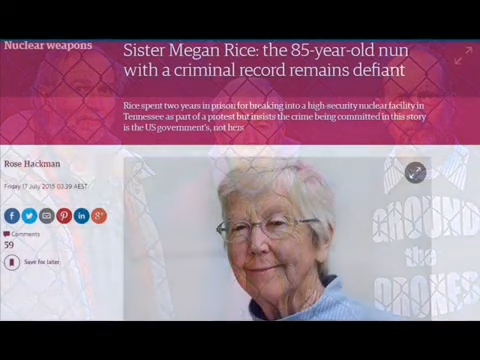 Nuclear weapons
Sister Megan Rice: the 85-year-old nun
with a criminal record remains defiant
Rice spent two years in prison for breaking into a high-security nuclear facility in
Tennessee as part of a protest but insists the crime being committed in this story
is the US government's, not hers
Rose Hackman
Friday 17 July 2015 03.39 AEST
Comments
59
Save for later
GROUND
the
DRONES